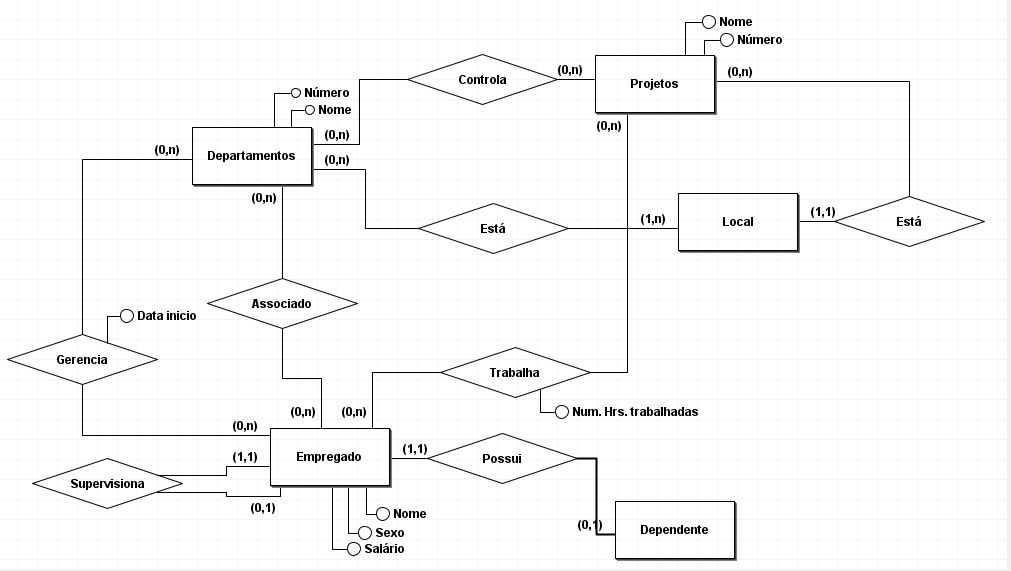 Nome
Número
(0,n)
Controla
(0,n)
Projetos
(0,n)
Número
Nome
(0,n)
(0,n)
Departamentos
(0,n)
(0,n)
(0,n)
Está
(1,n)
Local
(1,1)
Está
Associado
Data inicio
Gerencia
Trabalha
Num. Hrs. trabalhadas
(0,n)
(0,n)
(0,n)
Empregado
(1,1)
(1,1)
Possui
Supervisiona
(0,1)
Nome
Sexo
Salário
(0,1)
Dependente